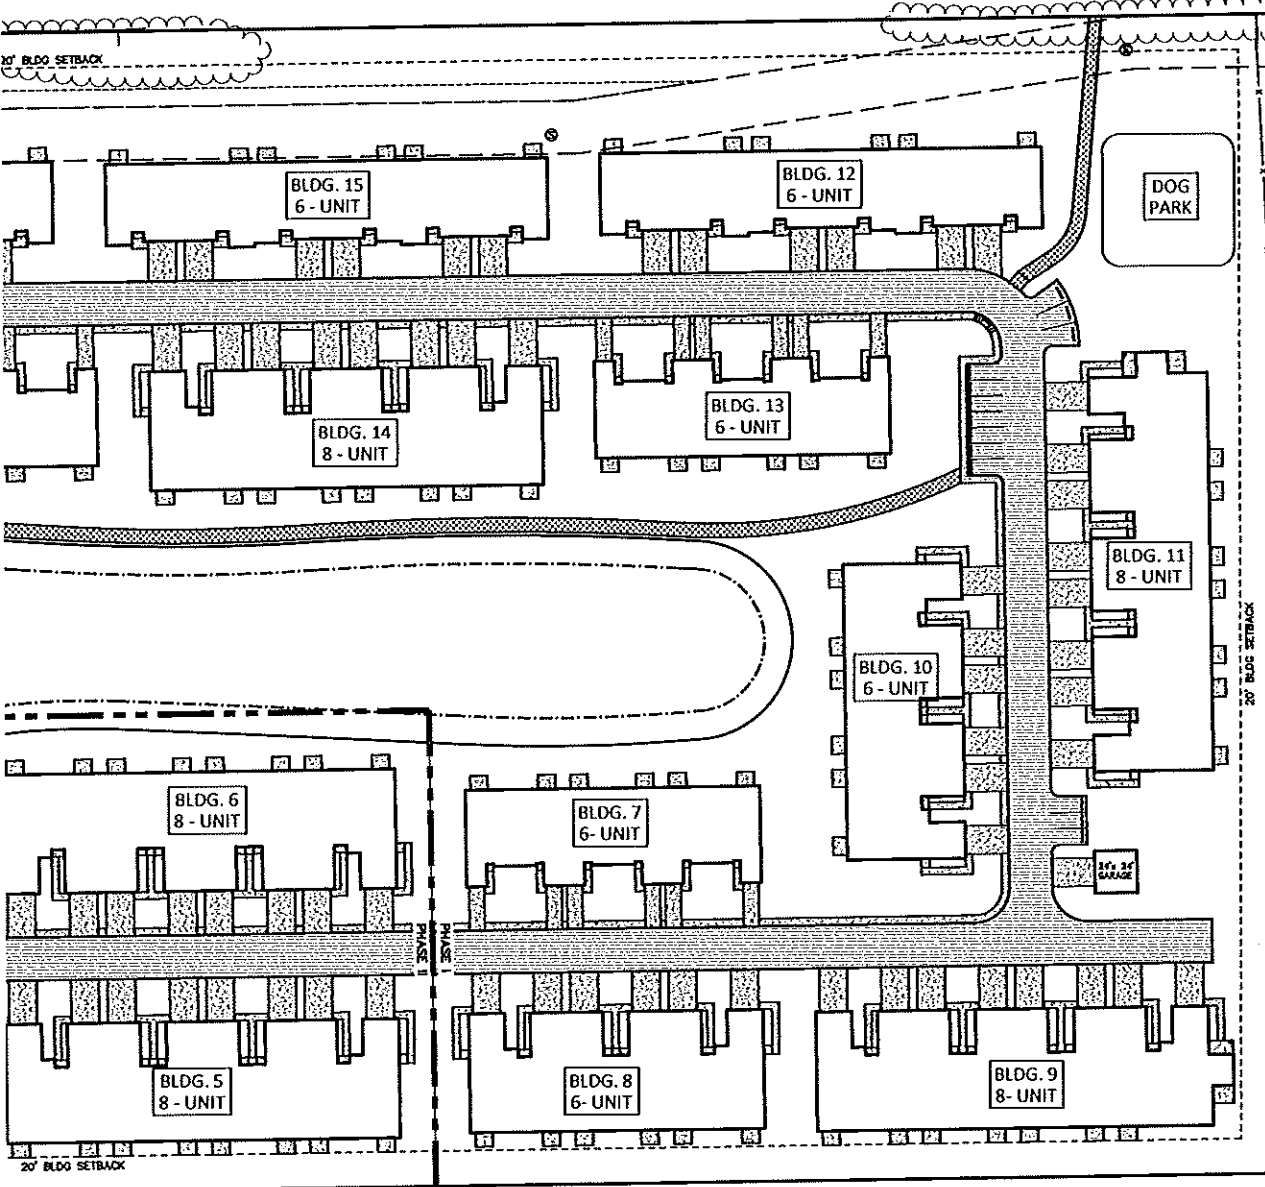 20' BLDG SETBACK
BLDG. 15
6 - UNIT
BLDG. 12
6 - UNIT
DOG
PARK
BLDG. 14
8 - UNIT
BLDG. 13
6 - UNIT
BLDG. 11
8 - UNIT
BLDG. 10
6 - UNIT
20' BLDG SETBACK
BLDG. 6
8 - UNIT
BLDG. 7
6- UNIT
24'x 24'
GARAGE
PHASE II
PHASE I
BLDG. 5
8 - UNIT
BLDG. 8
6- UNIT
BLDG. 9
8- UNIT
20' BLDG SETBACK